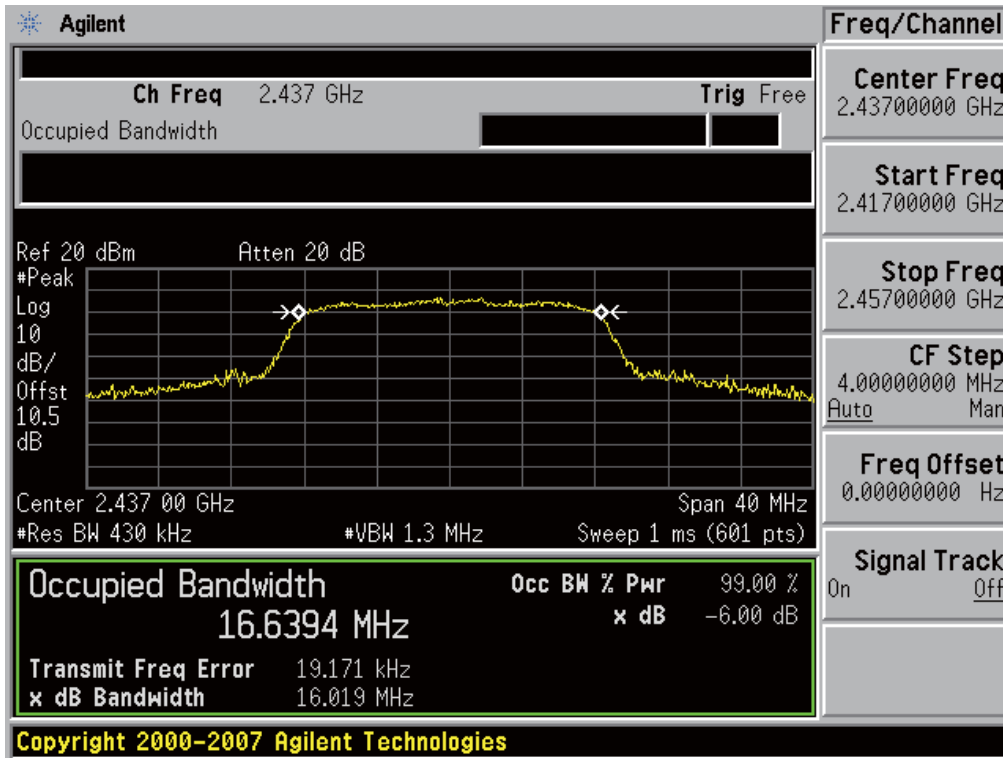 Agilent
Freq/Channel
Ch Freq 2.437 GHz Trig Free
Occupied Bandwidth
Center Freq
2.43700000 GHz
Start Freq
2.41700000 GHz
Stop Freq
2.45700000 GHz
CF Step
4.00000000 MHz
Auto Man
Freq Offset
0.00000000 Hz
Signal Track
On Off
Ref 20 dBm Atten 20 dB
#Peak
Log
10
dB/
Offst
10.5
dB
Center 2.437 00 GHz Span 40 MHz
#Res BW 430 kHz #VBW 1.3 MHz Sweep 1 ms (601 pts)
Occupied Bandwidth Occ BW % Pwr 99.00 %
16.6394 MHz x dB -6.00 dB
Transmit Freq Error 19.171 kHz
x dB Bandwidth 16.019 MHz
Copyright 2000-2007 Agilent Technologies